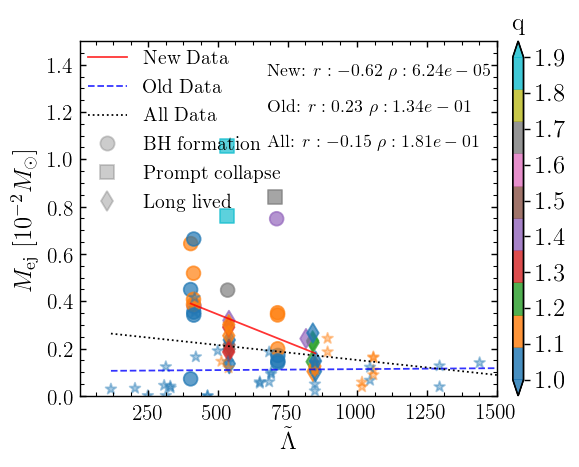 q
New Data
Old Data
All Data
BH formation
Prompt collapse
Long lived
New: r : −0.62 ρ : 6.24e − 05
Old: r : 0.23 ρ : 1.34e − 01
All: r : −0.15 ρ : 1.81e − 01
M_ej [10^−2 M_⊙]
1.4
1.2
1.0
0.8
0.6
0.4
0.2
0.0
250 500 750 1000 1250 1500
Λ̃
1.9
1.8
1.7
1.6
1.5
1.4
1.3
1.2
1.1
1.0